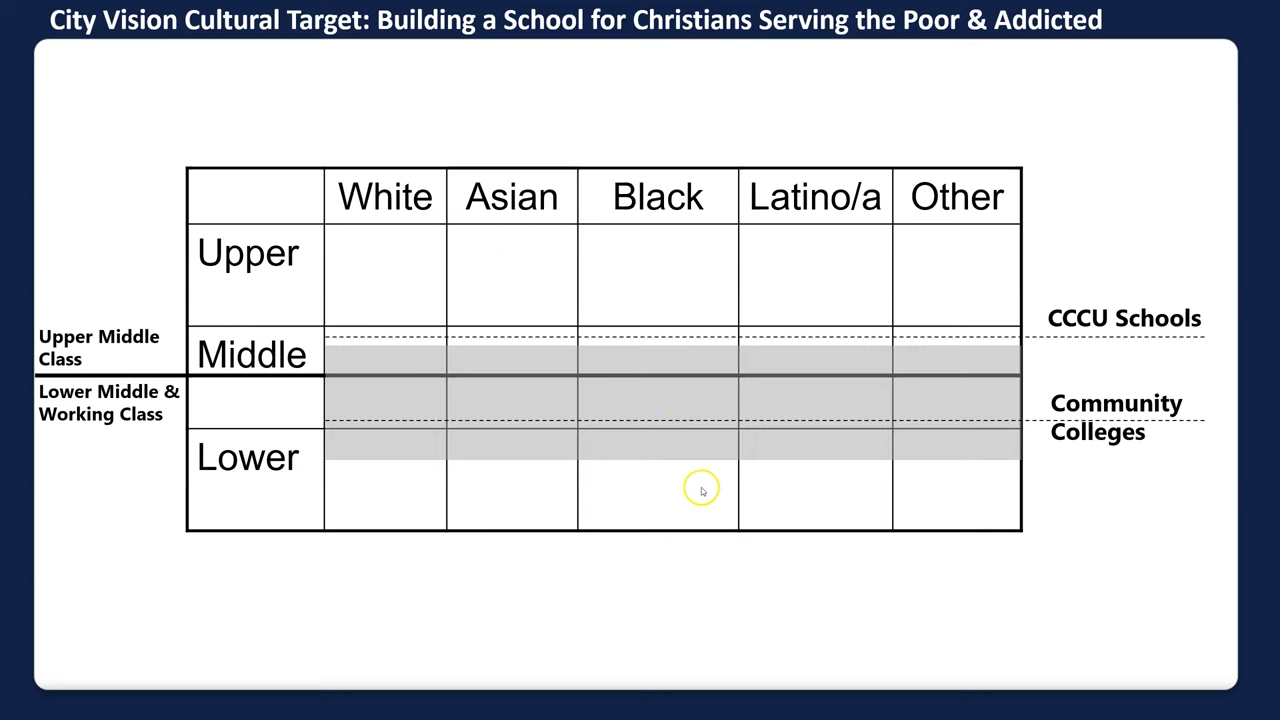 City Vision Cultural Target: Building a School for Christians Serving the Poor & Addicted
White Asian Black Latino/a Other
Upper
CCCU Schools
Upper Middle
Class
Middle
Lower Middle &
Working Class
Community
Colleges
Lower